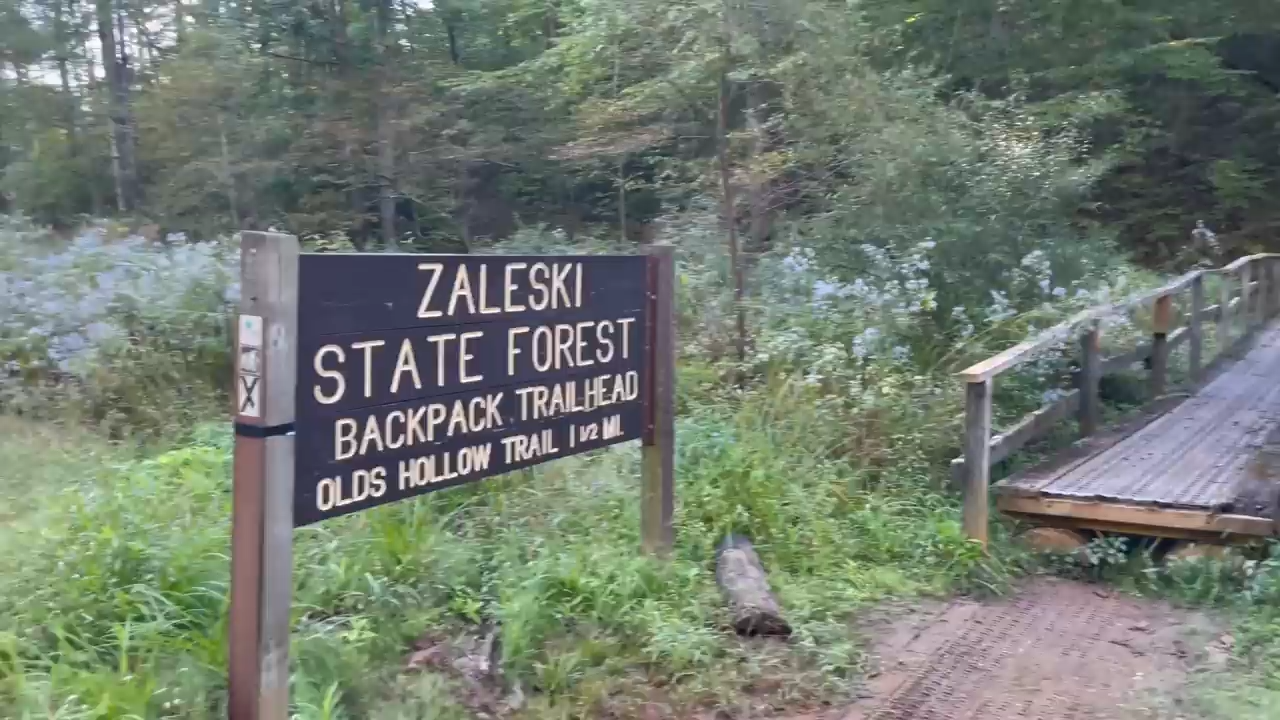 ZALESKI
STATE FOREST
BACKPACK TRAILHEAD
OLDS HOLLOW TRAIL 1 1/2 MI.